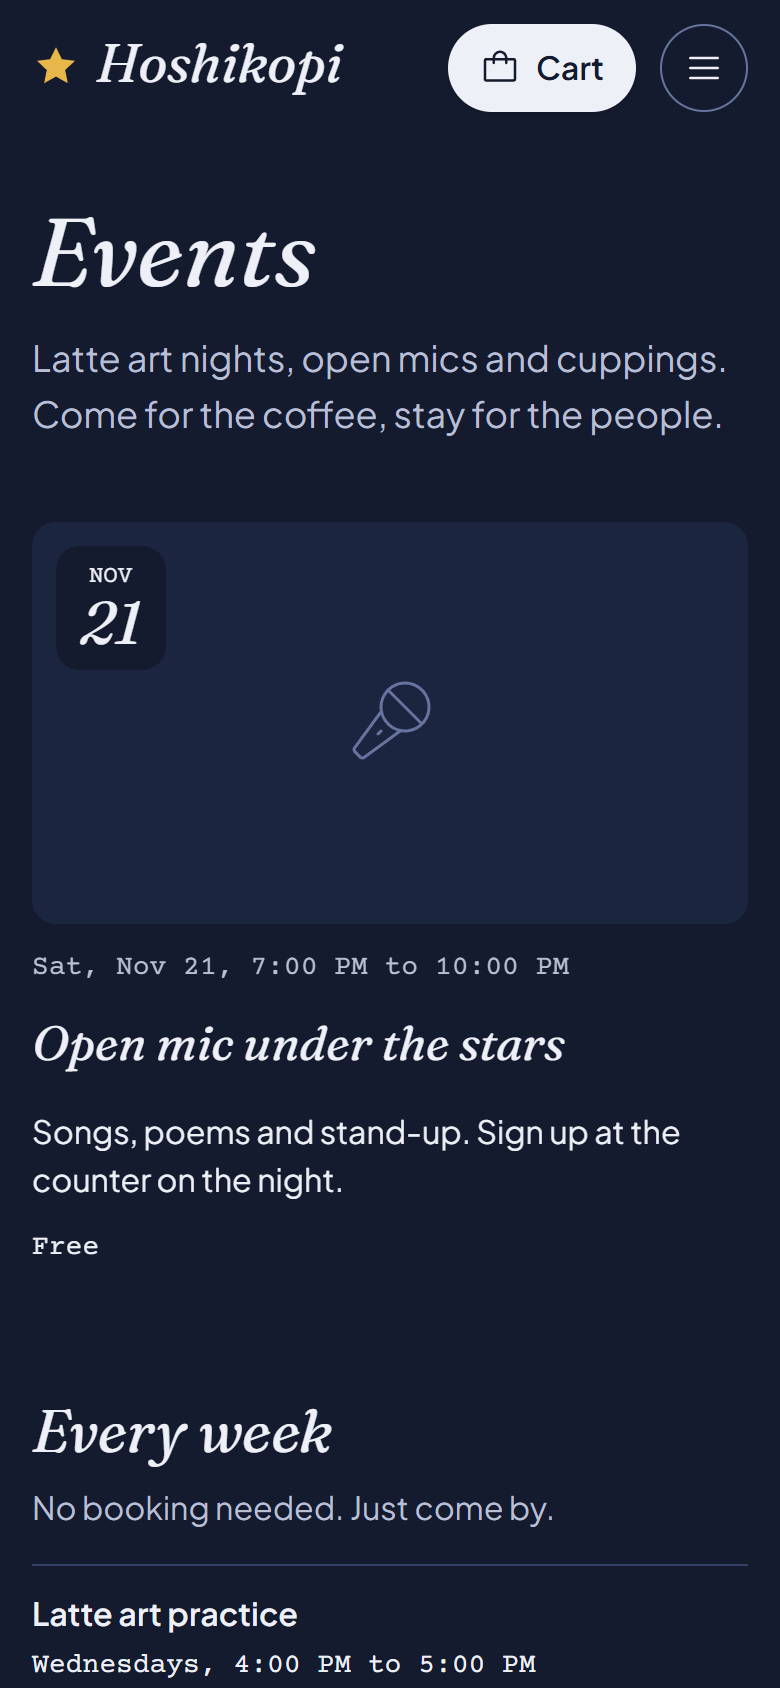 Hoshikopi
Cart
Events
Latte art nights, open mics and cuppings.
Come for the coffee, stay for the people.
NOV
21
Sat, Nov 21, 7:00 PM to 10:00 PM
Open mic under the stars
Songs, poems and stand-up. Sign up at the
counter on the night.
Free
Every week
No booking needed. Just come by.
Latte art practice
Wednesdays, 4:00 PM to 5:00 PM